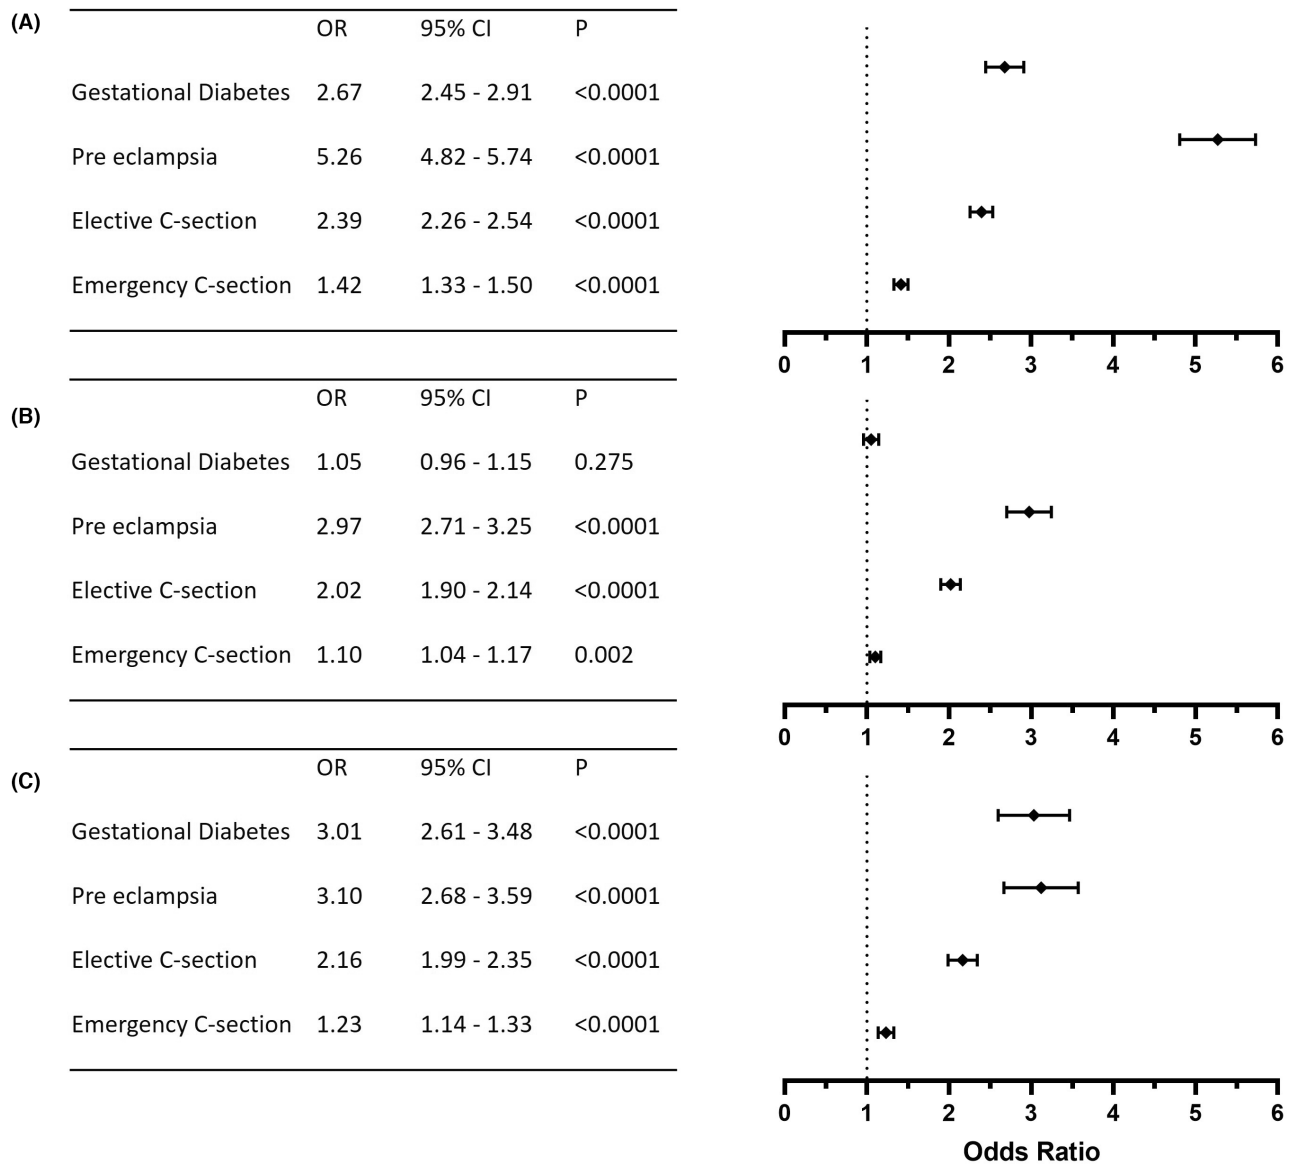 (A)
OR 95% CI P
Gestational Diabetes 2.67 2.45 - 2.91 <0.0001
Pre eclampsia 5.26 4.82 - 5.74 <0.0001
Elective C-section 2.39 2.26 - 2.54 <0.0001
Emergency C-section 1.42 1.33 - 1.50 <0.0001
0 1 2 3 4 5 6
(B)
OR 95% CI P
Gestational Diabetes 1.05 0.96 - 1.15 0.275
Pre eclampsia 2.97 2.71 - 3.25 <0.0001
Elective C-section 2.02 1.90 - 2.14 <0.0001
Emergency C-section 1.10 1.04 - 1.17 0.002
0 1 2 3 4 5 6
(C)
OR 95% CI P
Gestational Diabetes 3.01 2.61 - 3.48 <0.0001
Pre eclampsia 3.10 2.68 - 3.59 <0.0001
Elective C-section 2.16 1.99 - 2.35 <0.0001
Emergency C-section 1.23 1.14 - 1.33 <0.0001
0 1 2 3 4 5 6
Odds Ratio